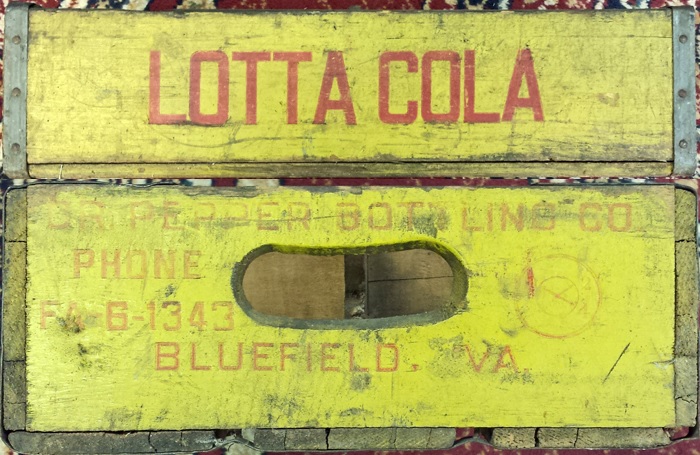 LOTTA COLA
DR PEPPER BOTTLING CO
PHONE
FA-6-1343
BLUEFIELD, VA